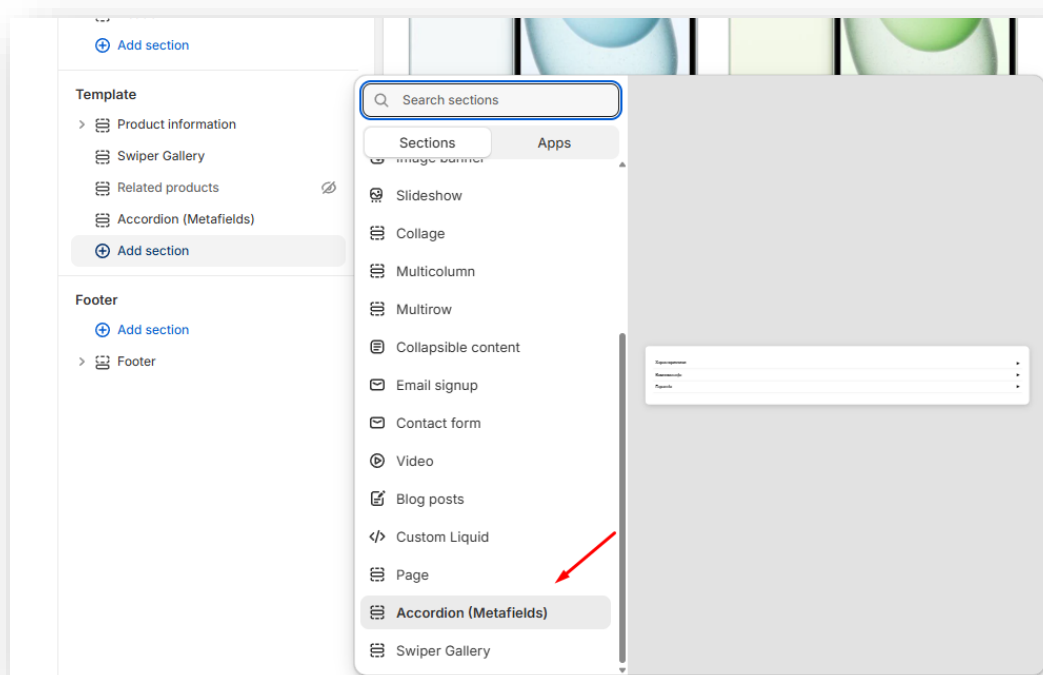 Add section
Template
Product information
Swiper Gallery
Related products
Accordion (Metafields)
Add section
Footer
Add section
Footer
Search sections
Sections
Apps
Image banner
Slideshow
Collage
Multicolumn
Multirow
Collapsible content
Email signup
Contact form
Video
Blog posts
Custom Liquid
Page
Accordion (Metafields)
Swiper Gallery